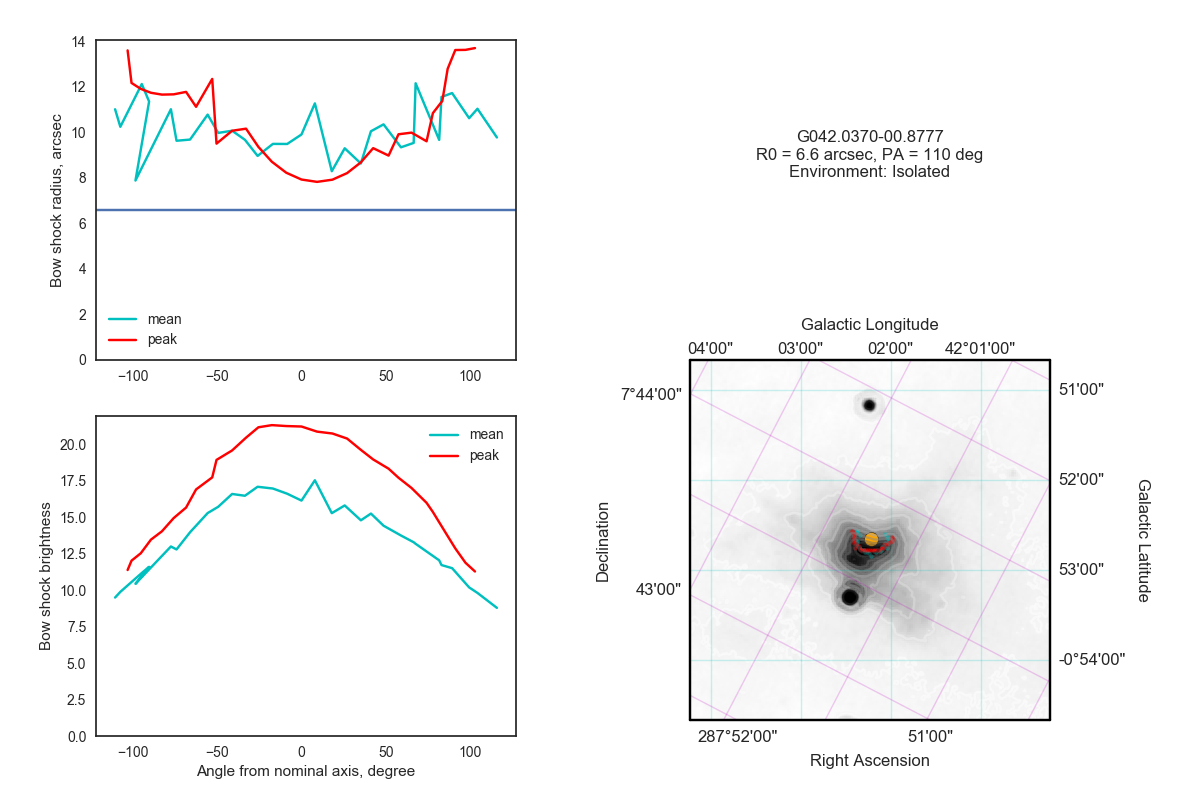 14
12
10
8
6
4
2
0
Bow shock radius, arcsec
mean
peak
−100
−50
0
50
100
G042.0370-00.8777
R0 = 6.6 arcsec, PA = 110 deg
Environment: Isolated
20.0
17.5
15.0
12.5
10.0
7.5
5.0
2.5
0.0
Bow shock brightness
mean
peak
−100
−50
0
50
100
Angle from nominal axis, degree
Galactic Longitude
04'00"
03'00"
02'00"
42°01'00"
7°44'00"
43'00"
Declination
51'00"
52'00"
53'00"
-0°54'00"
Galactic Latitude
287°52'00"
51'00"
Right Ascension